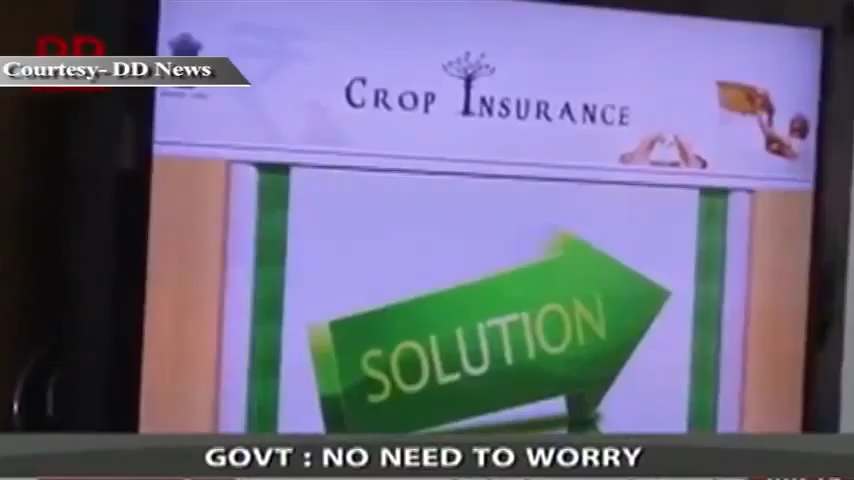 Courtesy- DD News
CROP INSURANCE
SOLUTION
GOVT : NO NEED TO WORRY